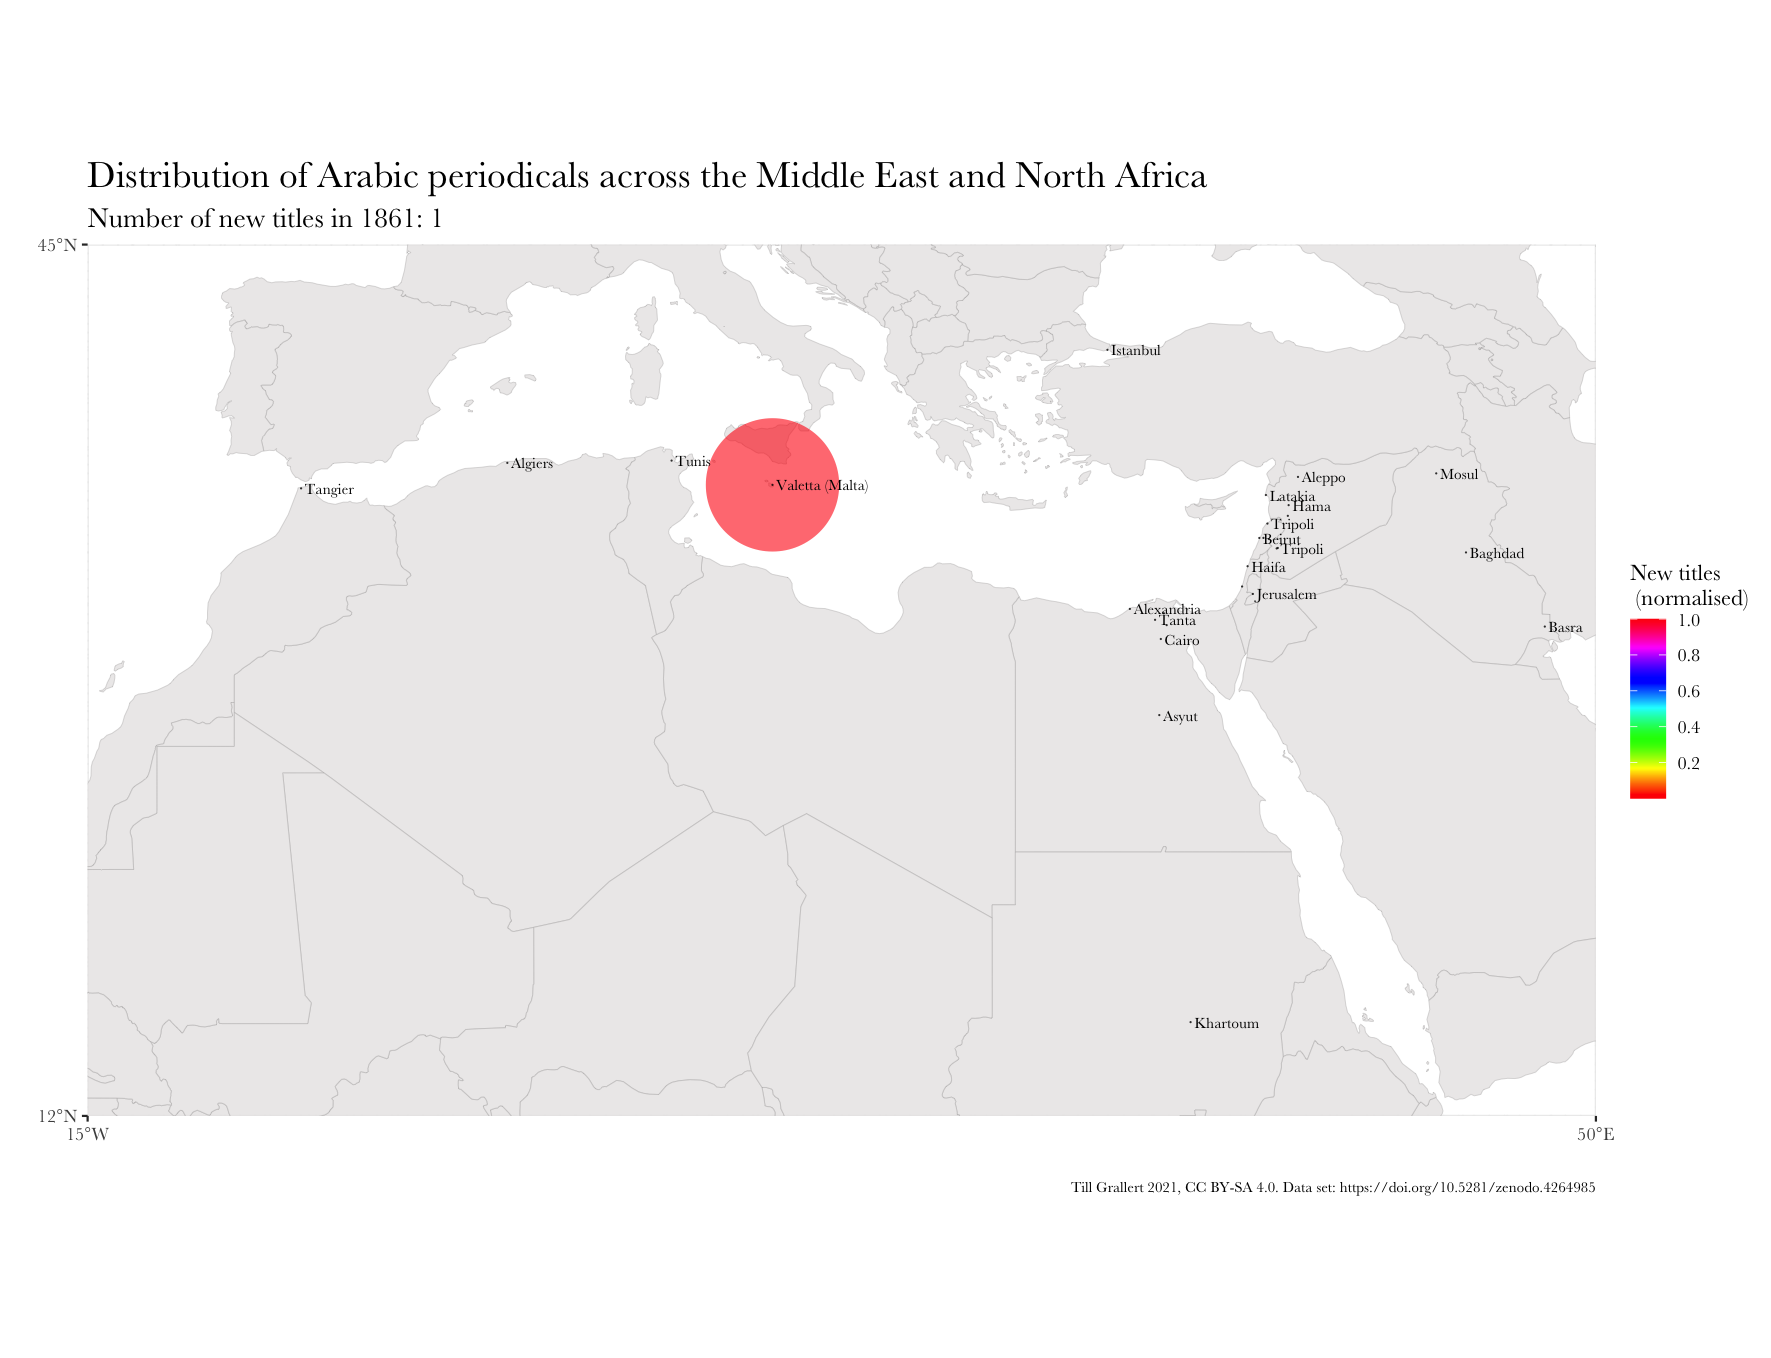 Distribution of Arabic periodicals across the Middle East and North Africa
Number of new titles in 1861: 1
45°N
Istanbul
Algiers
Tunis
Tangier
Valetta (Malta)
Aleppo
Mosul
Latakia
Hama
Tripoli
Beirut
Tripoli
Baghdad
Haifa
Jerusalem
Alexandria
Tanta
Cairo
Basra
Asyut
Khartoum
New titles
(normalised)
1.0
0.8
0.6
0.4
0.2
12°N
15°W
50°E
Till Grallert 2021, CC BY-SA 4.0. Data set: https://doi.org/10.5281/zenodo.4264985